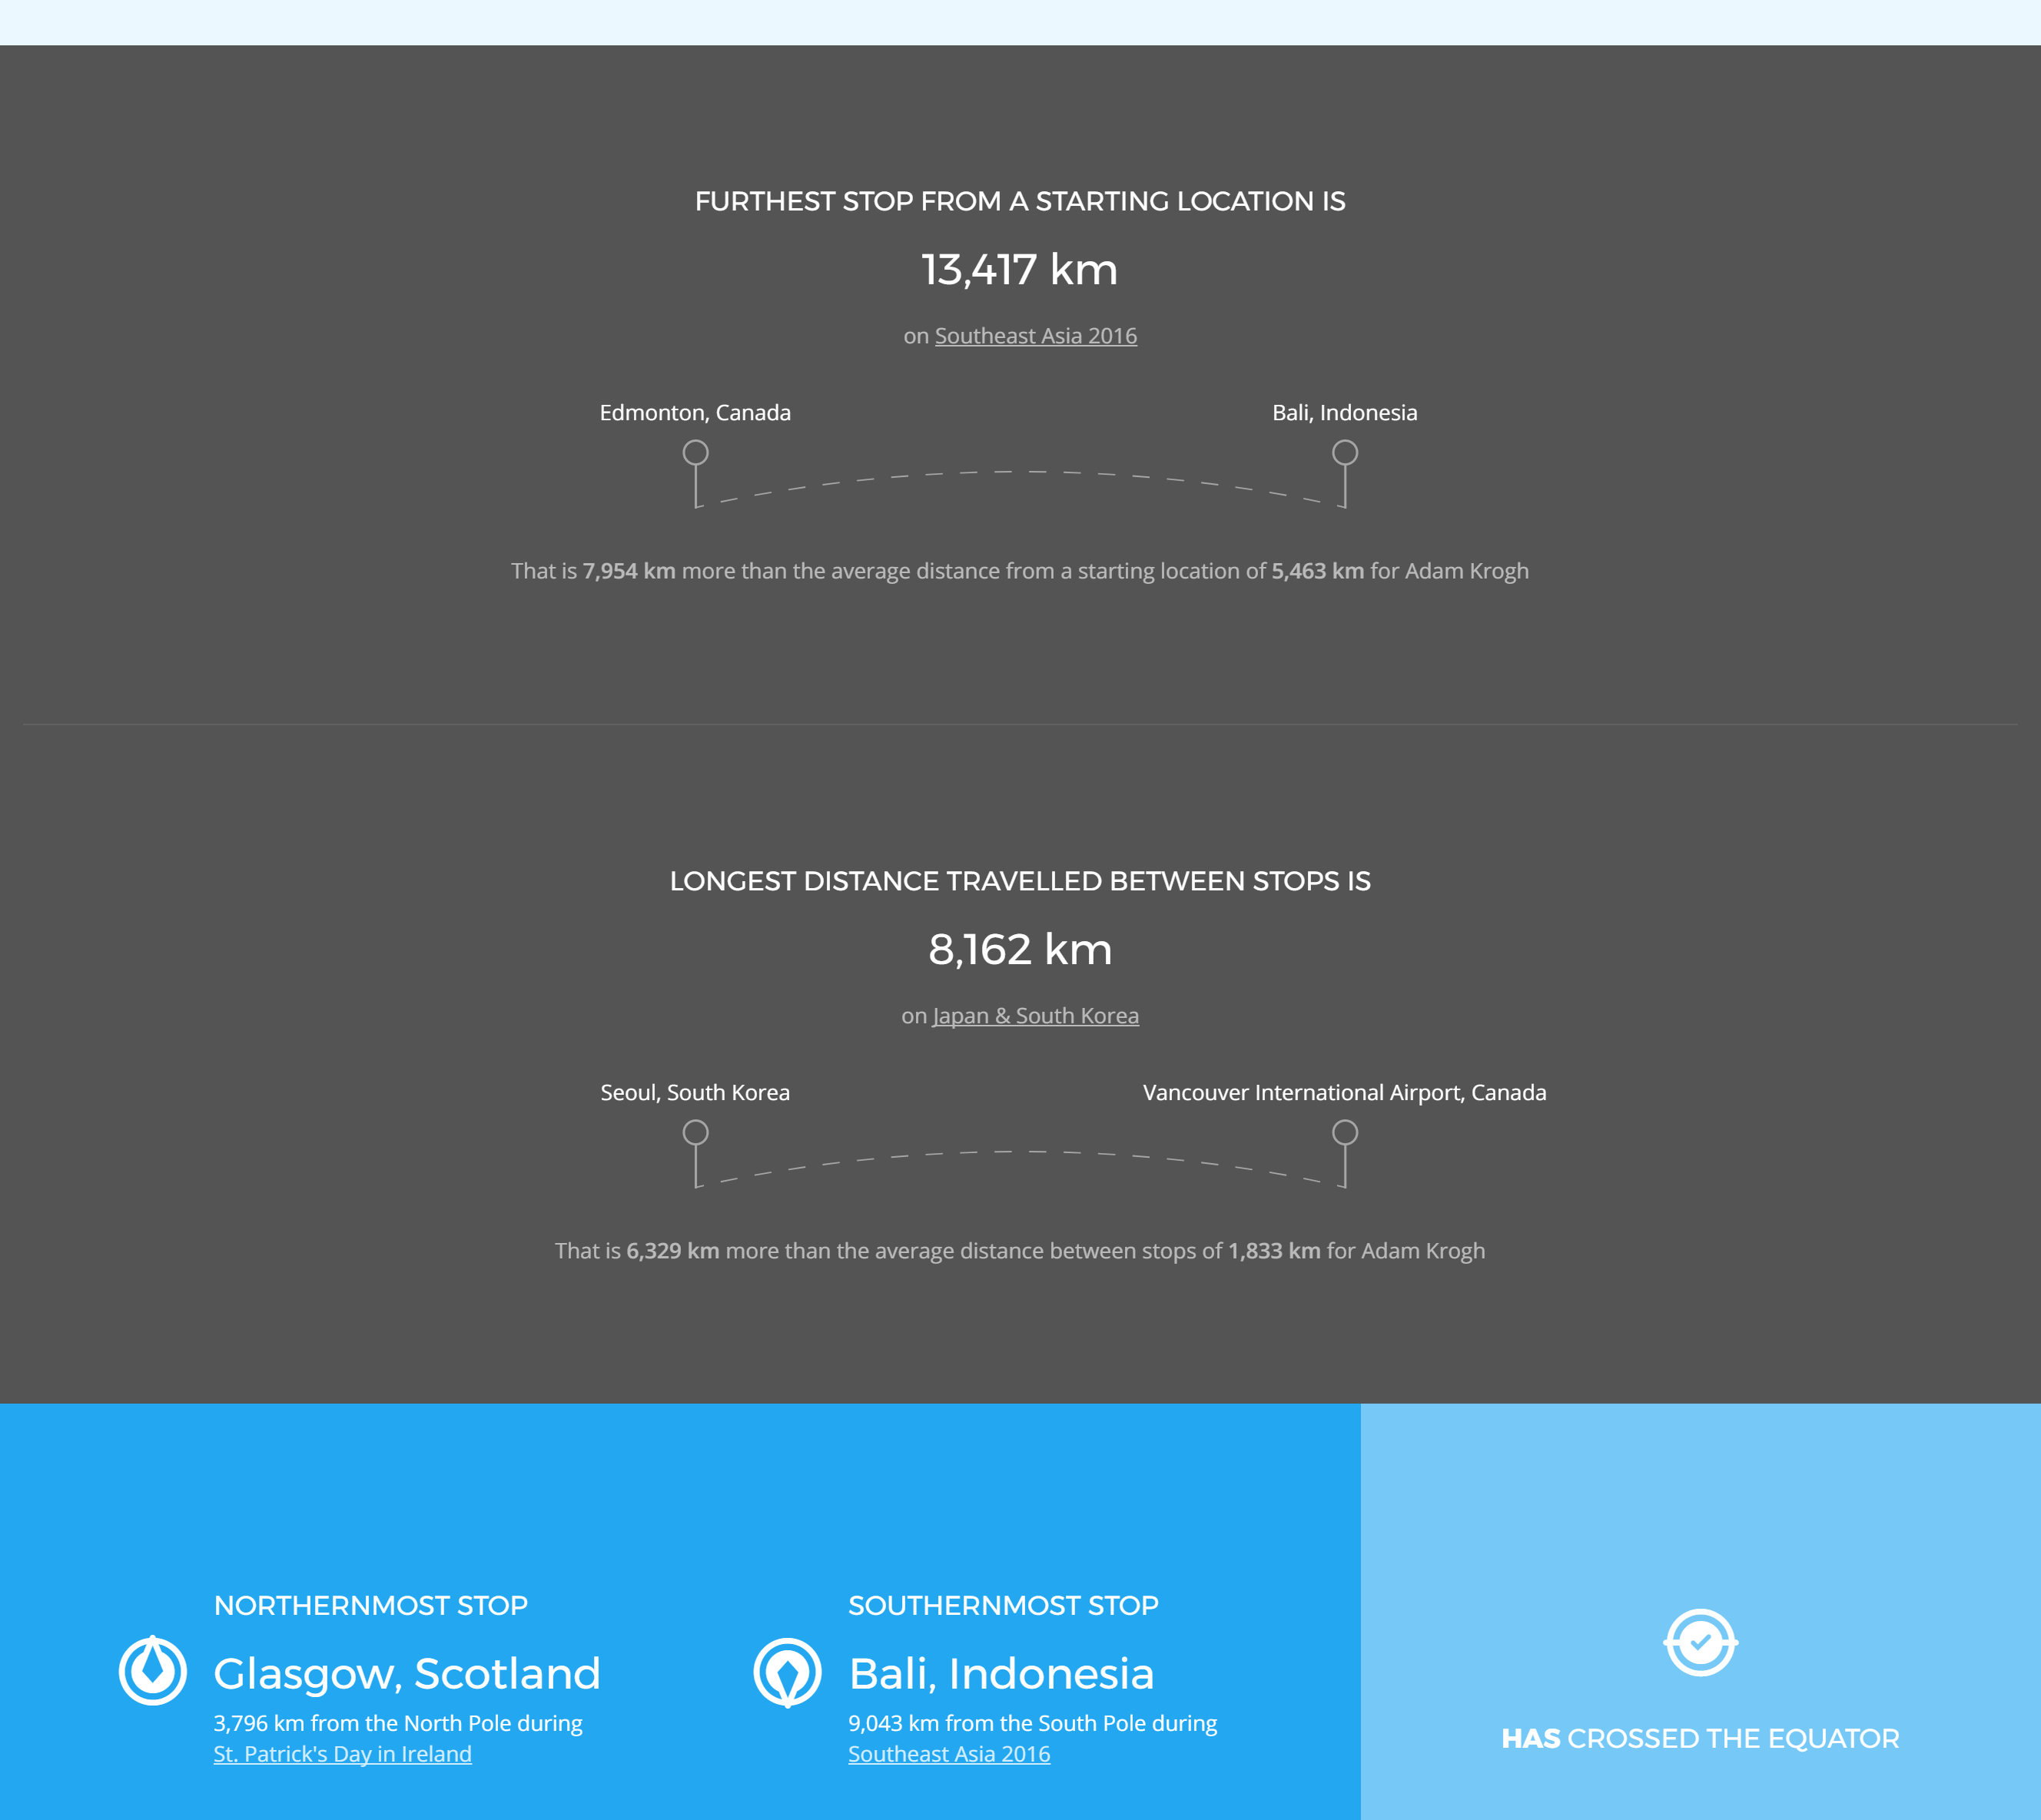 FURTHEST STOP FROM A STARTING LOCATION IS
13,417 km
on Southeast Asia 2016
Edmonton, Canada
Bali, Indonesia
That is 7,954 km more than the average distance from a starting location of 5,463 km for Adam Krogh
LONGEST DISTANCE TRAVELLED BETWEEN STOPS IS
8,162 km
on Japan & South Korea
Seoul, South Korea
Vancouver International Airport, Canada
That is 6,329 km more than the average distance between stops of 1,833 km for Adam Krogh
NORTHERNMOST STOP
Glasgow, Scotland
3,796 km from the North Pole during
St. Patrick's Day in Ireland
SOUTHERNMOST STOP
Bali, Indonesia
9,043 km from the South Pole during
Southeast Asia 2016
HAS CROSSED THE EQUATOR